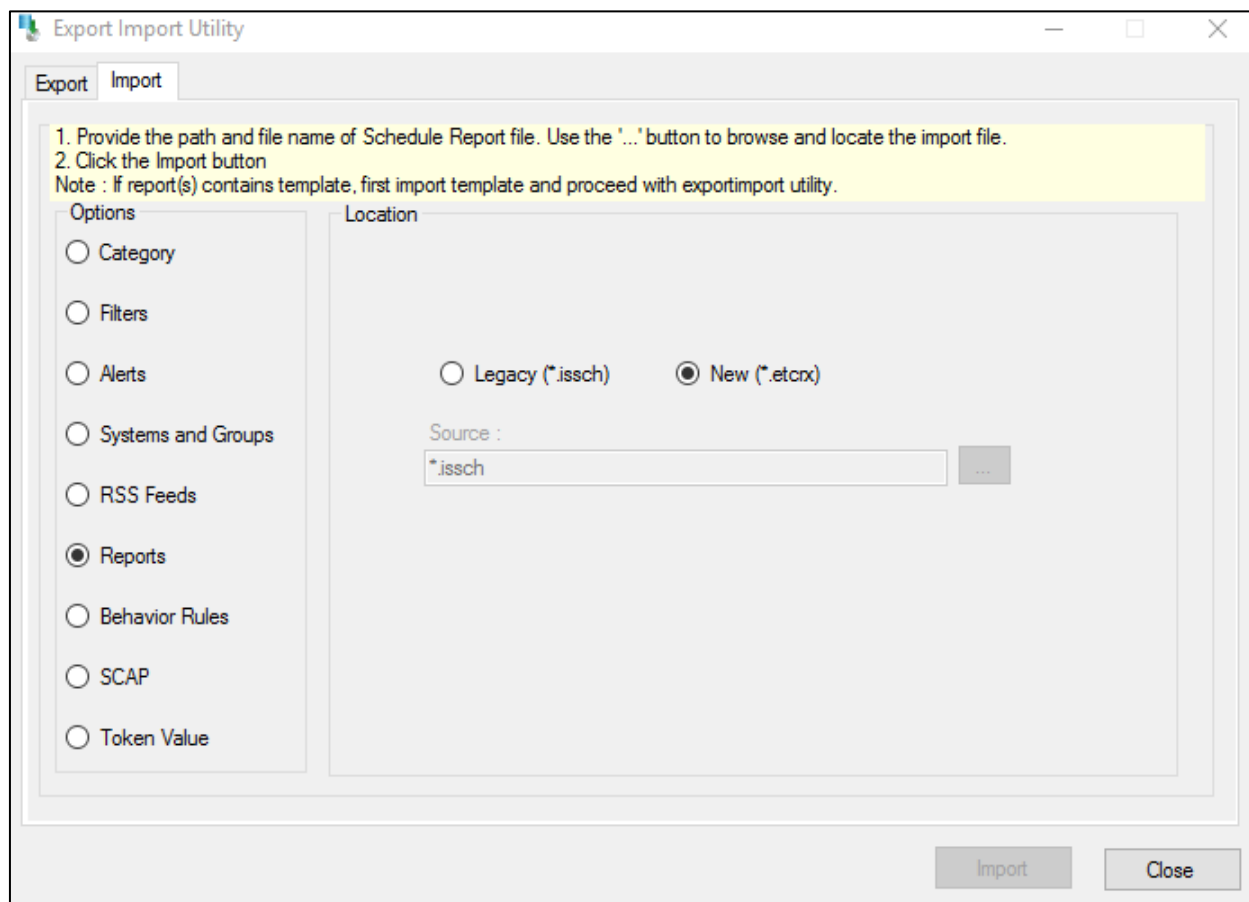 Export Import Utility
Export
Import
1. Provide the path and file name of Schedule Report file. Use the '...' button to browse and locate the import file.
2. Click the Import button
Note : If report(s) contains template, first import template and proceed with exportimport utility.
Options
Category
Filters
Alerts
Systems and Groups
RSS Feeds
Reports
Behavior Rules
SCAP
Token Value
Location
Legacy (*.issch)
New (*.etcrx)
Source :
*.issch
...
Import
Close